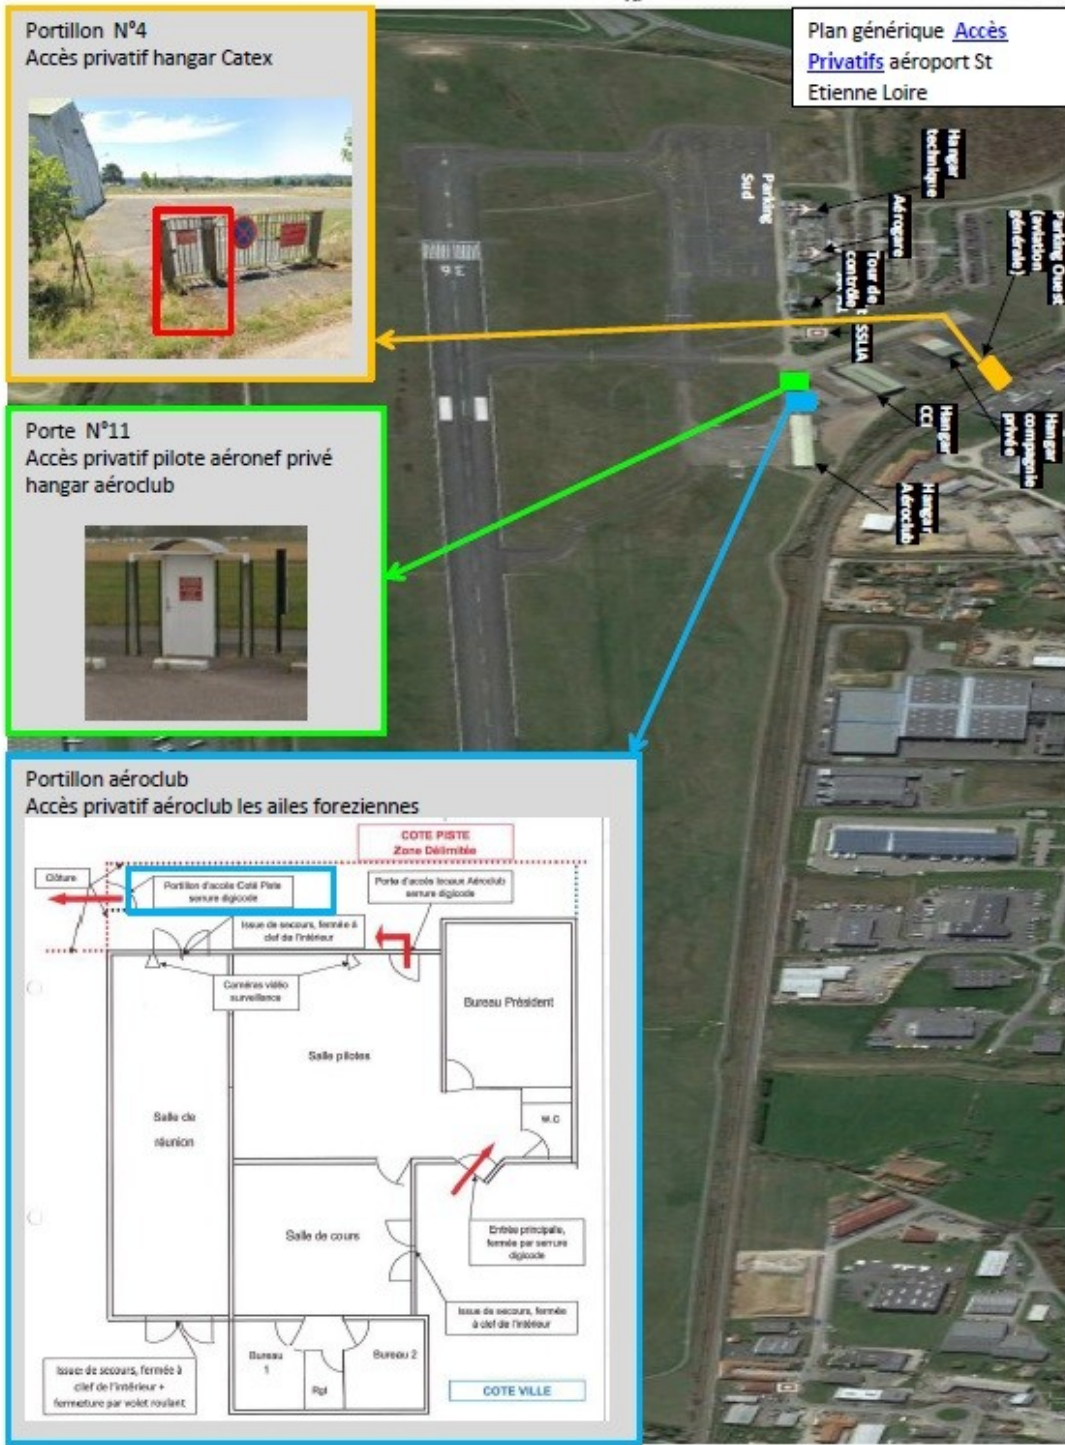 Portillon N°4
Accès privatif hangar Catex
Plan générique Accès
Privatifs aéroport St
Etienne Loire
Hangar
technique
Parking
Sud
Aérogare
Parking Ouest
(aviation
générale)
Tour de
contrôle
36
SSLIA
Hangar
CCI
Hangar
compagnie
privée
Hangar
Aéroclub
Porte N°11
Accès privatif pilote aéronef privé
hangar aéroclub
Portillon aéroclub
Accès privatif aéroclub les ailes foreziennes
COTE PISTE
Zone Délimitée
Clôture
Portillon d'accès Coté Piste
serrure digicode
Porte d'accès locaux Aéroclub
serrure digicode
Issue de secours, fermée à
clef de l'intérieur
Caméras vidéo
surveillance
Bureau Président
Salle pilotes
Salle de
réunion
W.C
Salle de cours
Entrée principale,
fermée par serrure
digicode
Issue de secours, fermée
à clef de l'intérieur
Bureau
1
Bureau 2
Rgt
Issue de secours, fermée à
clef de l'intérieur +
fermeture par volet roulant
COTE VILLE